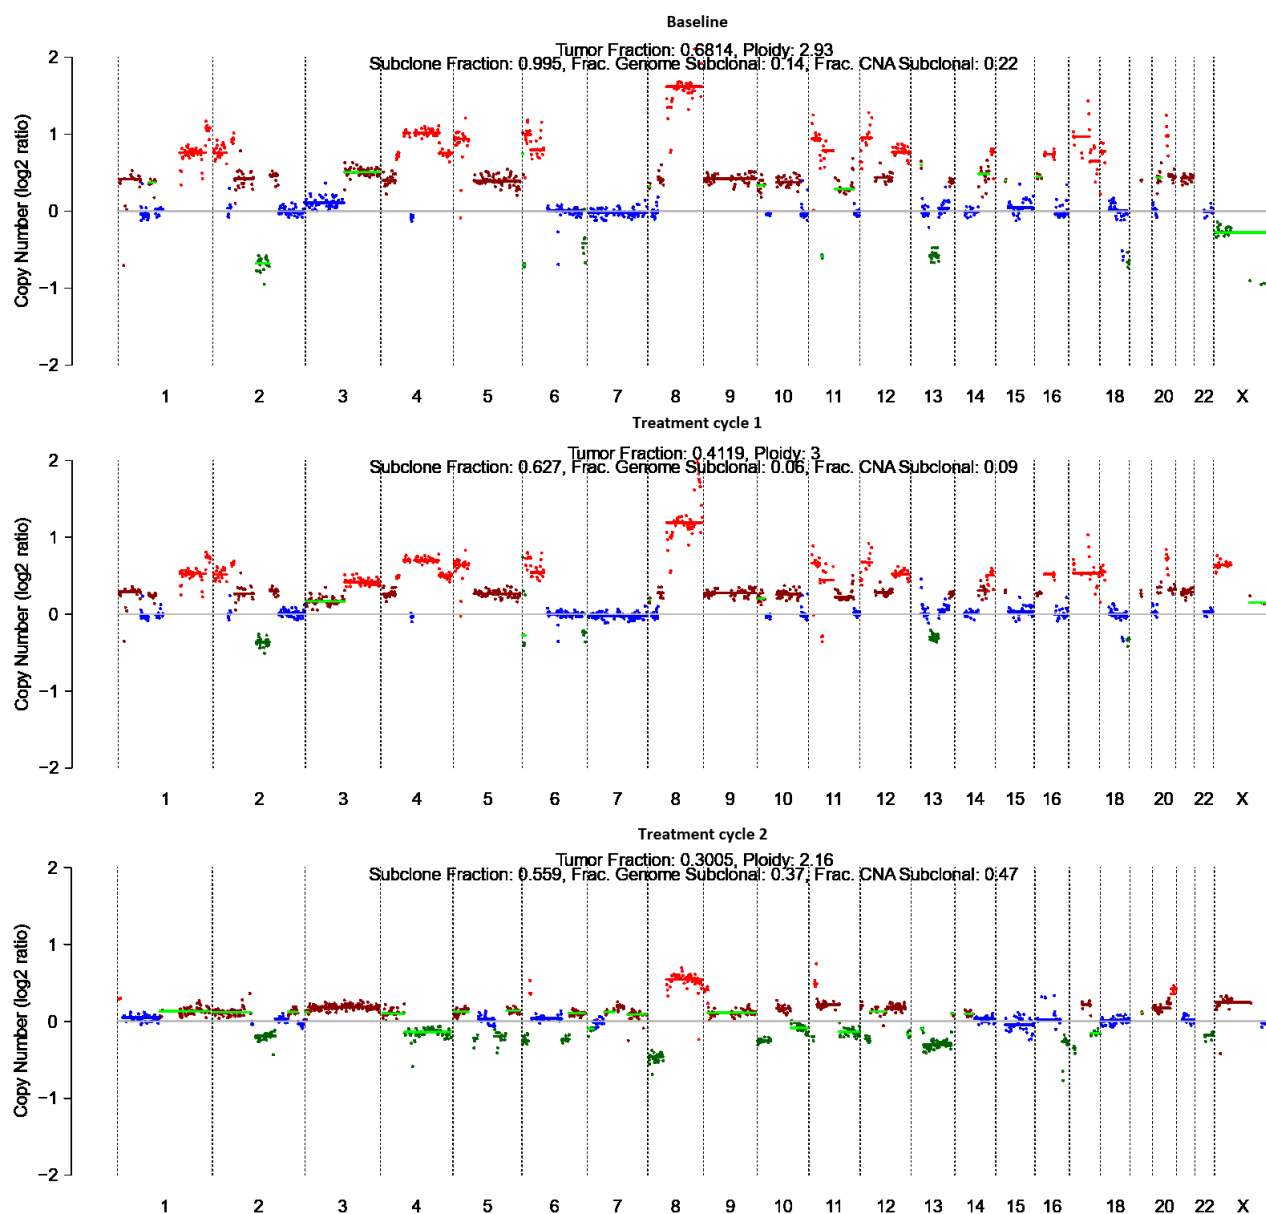 Baseline
Tumor Fraction: 0.6814, Ploidy: 2.93
Subclone Fraction: 0.995, Frac. Genome Subclonal: 0.14, Frac. CNA Subclonal: 0.22
Copy Number (log2 ratio)
2
1
0
−1
−2
1 2 3 4 5 6 7 8 9 10 11 12 13 14 15 16 18 20 22 X
Treatment cycle 1
Tumor Fraction: 0.4119, Ploidy: 3
Subclone Fraction: 0.627, Frac. Genome Subclonal: 0.06, Frac. CNA Subclonal: 0.09
Copy Number (log2 ratio)
2
1
0
−1
−2
1 2 3 4 5 6 7 8 9 10 11 12 13 14 15 16 18 20 22 X
Treatment cycle 2
Tumor Fraction: 0.3005, Ploidy: 2.16
Subclone Fraction: 0.559, Frac. Genome Subclonal: 0.37, Frac. CNA Subclonal: 0.47
Copy Number (log2 ratio)
2
1
0
−1
−2
1 2 3 4 5 6 7 8 9 10 11 12 13 14 15 16 18 20 22 X